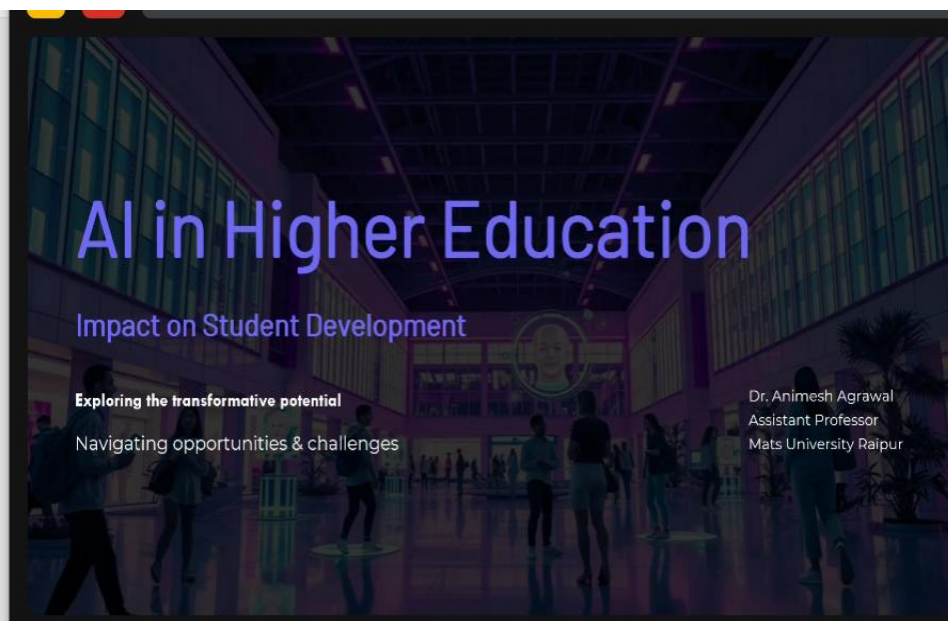 AI in Higher Education
Impact on Student Development
Exploring the transformative potential
Navigating opportunities & challenges
Dr. Animesh Agrawal
Assistant Professor
Mats University Raipur